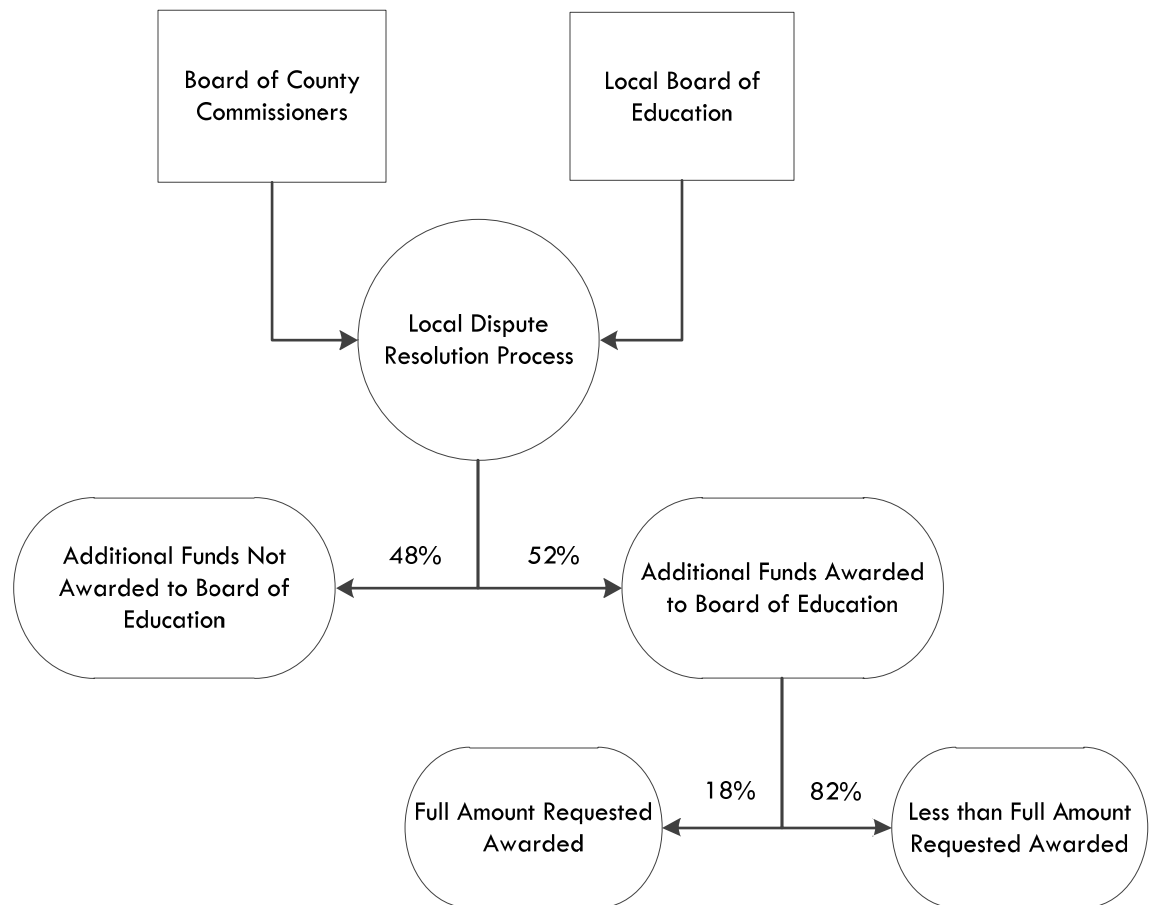 Board of County
Commissioners
Local Board of
Education
Local Dispute
Resolution Process
48%
52%
Additional Funds Not
Awarded to Board of
Education
Additional Funds Awarded
to Board of Education
18%
82%
Full Amount Requested
Awarded
Less than Full Amount
Requested Awarded